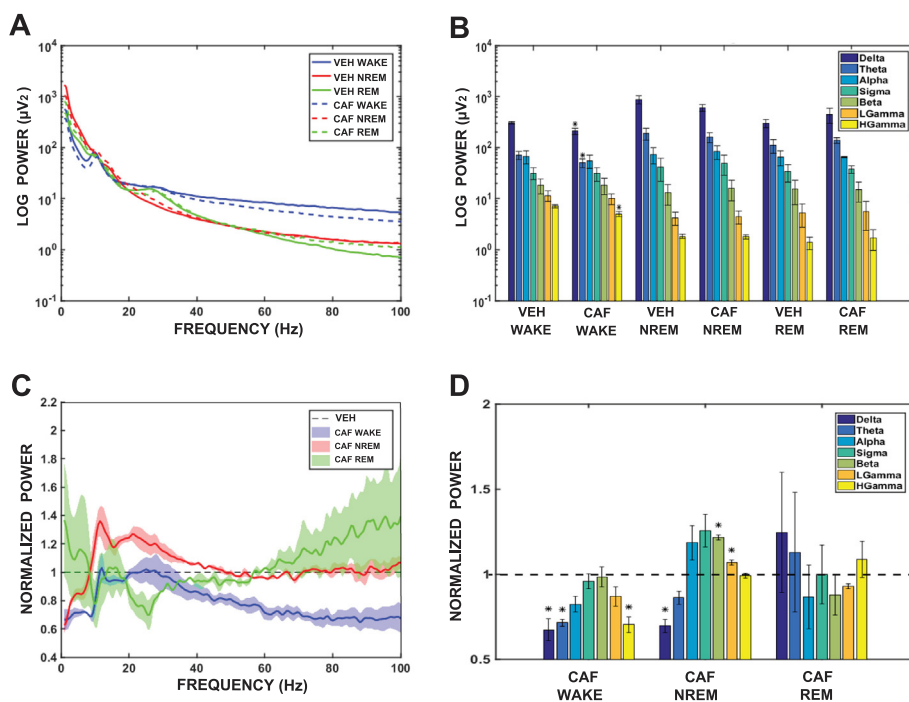 A
LOG POWER (µV2)
10^4
10^3
10^2
10^1
10^0
10^-1
0
20
40
60
80
100
FREQUENCY (Hz)
VEH WAKE
VEH NREM
VEH REM
CAF WAKE
CAF NREM
CAF REM
B
LOG POWER (µV2)
10^4
10^3
10^2
10^1
10^0
10^-1
Delta
Theta
Alpha
Sigma
Beta
LGamma
HGamma
*
*
*
VEH
WAKE
CAF
WAKE
VEH
NREM
CAF
NREM
VEH
REM
CAF
REM
C
NORMALIZED POWER
2.2
2
1.8
1.6
1.4
1.2
1
0.8
0.6
0.4
0
20
40
60
80
100
FREQUENCY (Hz)
VEH
CAF WAKE
CAF NREM
CAF REM
D
NORMALIZED POWER
2
1.5
1
0.5
Delta
Theta
Alpha
Sigma
Beta
LGamma
HGamma
*
*
*
*
*
*
CAF
WAKE
CAF
NREM
CAF
REM